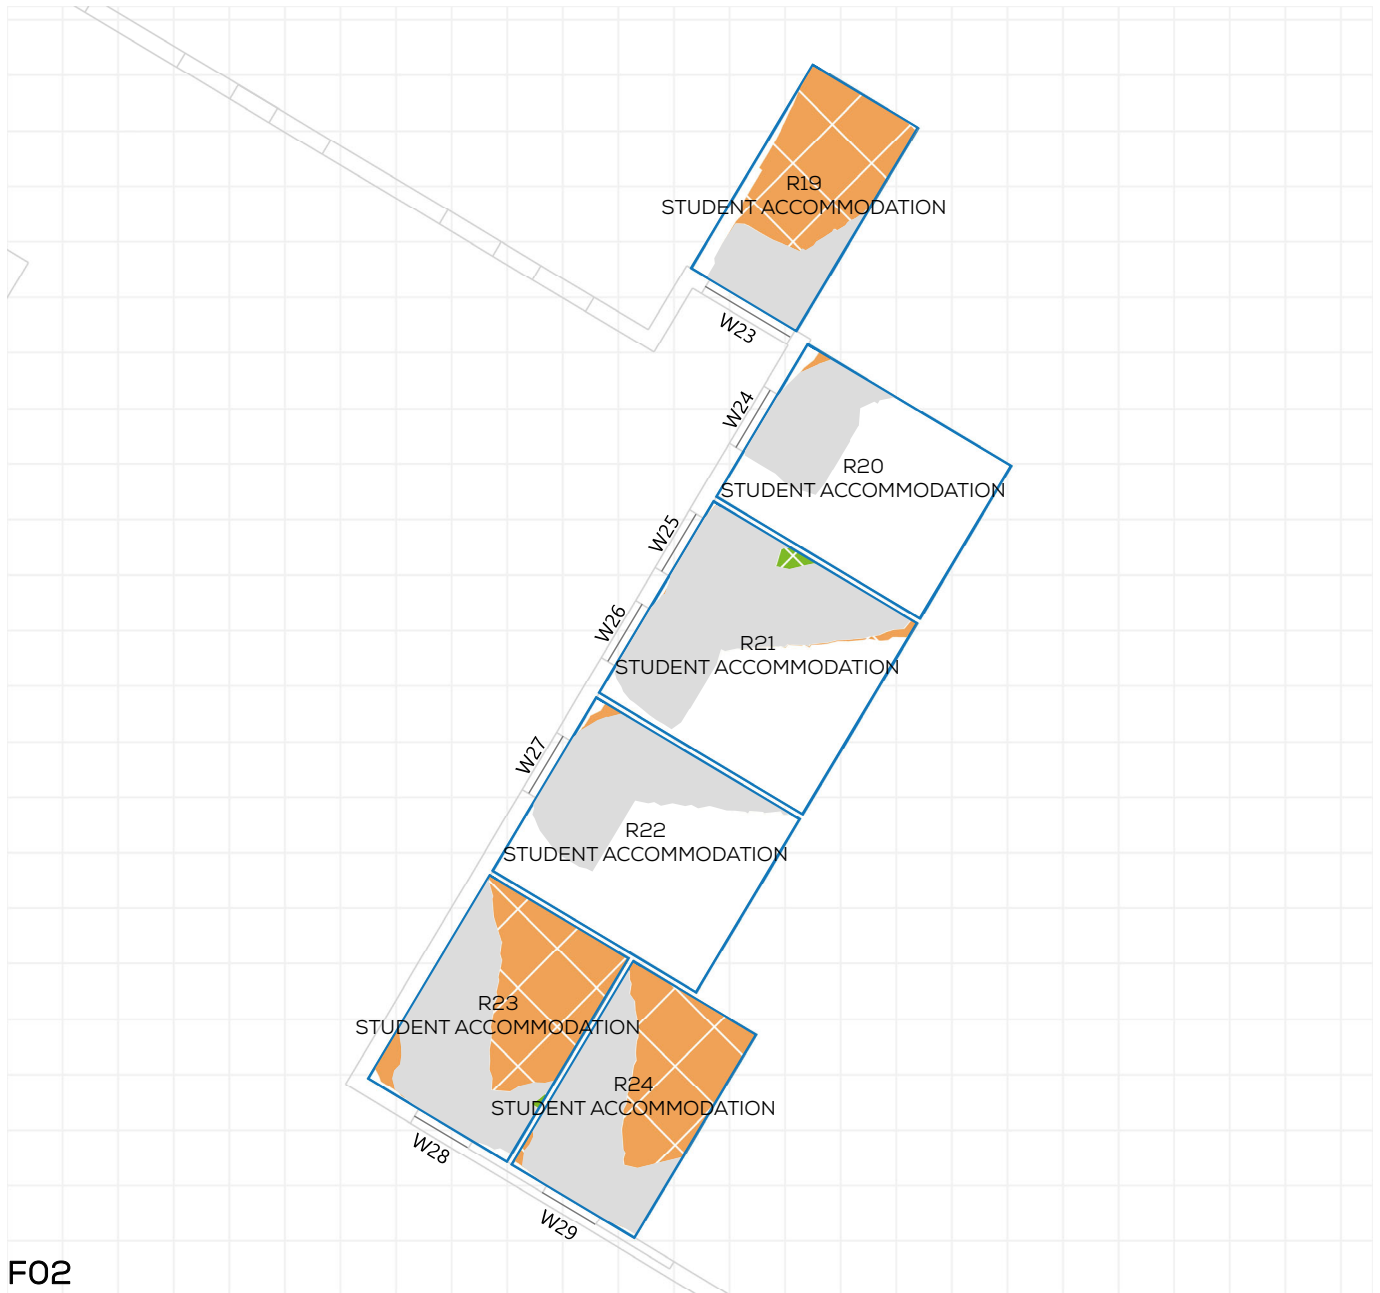 R19
STUDENT ACCOMMODATION
W23
W24
R20
STUDENT ACCOMMODATION
W25
W26
R21
STUDENT ACCOMMODATION
W27
R22
STUDENT ACCOMMODATION
R23
STUDENT ACCOMMODATION
R24
STUDENT ACCOMMODATION
W28
W29
F02